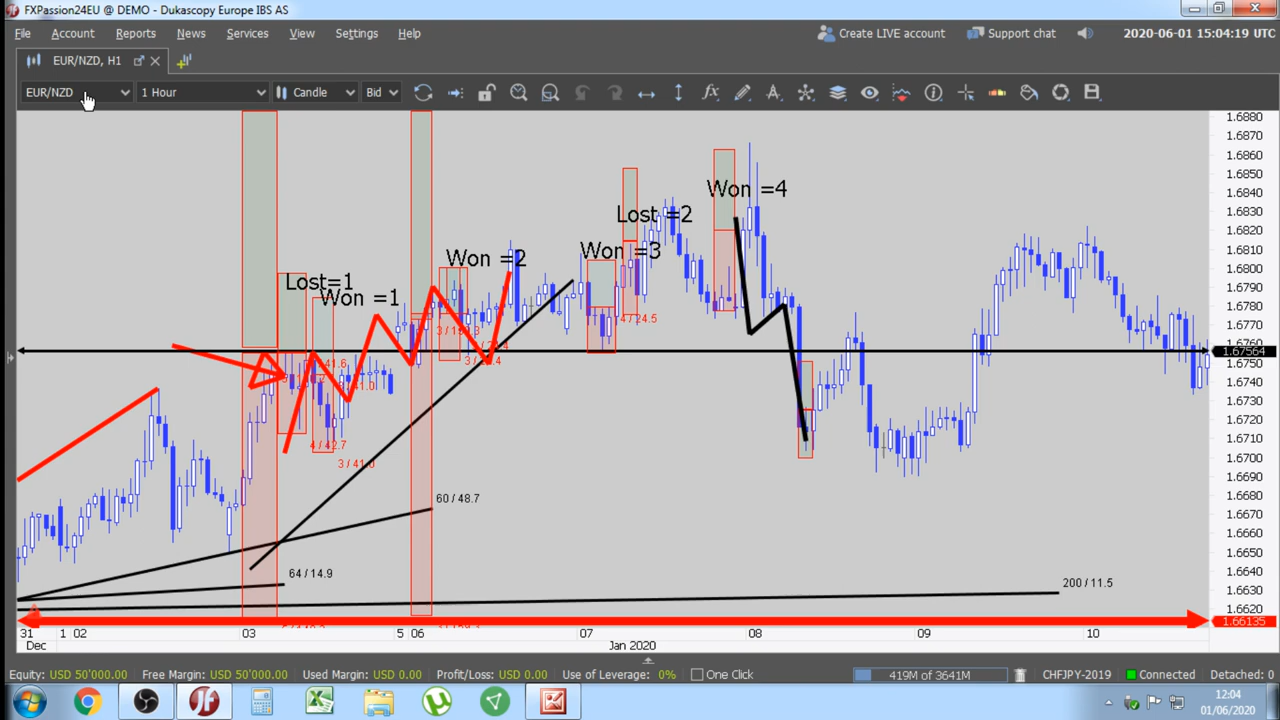 FXPassion24EU @ DEMO - Dukascopy Europe IBS AS
File Account Reports News Services View Settings Help
Create LIVE account Support chat 2020-06-01 15:04:19 UTC
EUR/NZD, H1
EUR/NZD 1 Hour Candle Bid
1.6880
1.6870
1.6860
1.6850
1.6840
1.6830
1.6820
1.6810
1.6800
1.6790
1.6780
1.6770
1.6760
1.67564
1.6740
1.6730
1.6720
1.6710
1.6700
1.6690
1.6680
1.6670
1.6660
1.6650
1.6640
1.6630
1.6620
1.66135
Won =4
Lost =2
Won =3
Won =2
Lost=1
Won =1
4 / 24.5
4 / 42.7
3 / 41.0
60 / 48.7
64 / 14.9
200 / 11.5
31 1 02 03 5 06 07 08 09 10
Dec Jan 2020
Equity: USD 50'000.00 Free Margin: USD 50'000.00 Used Margin: USD 0.00 Profit/Loss: USD 0.00 Use of Leverage: 0% One Click 419M of 3641M CHFJPY-2019 Connected Detached: 0
12:04
01/06/2020